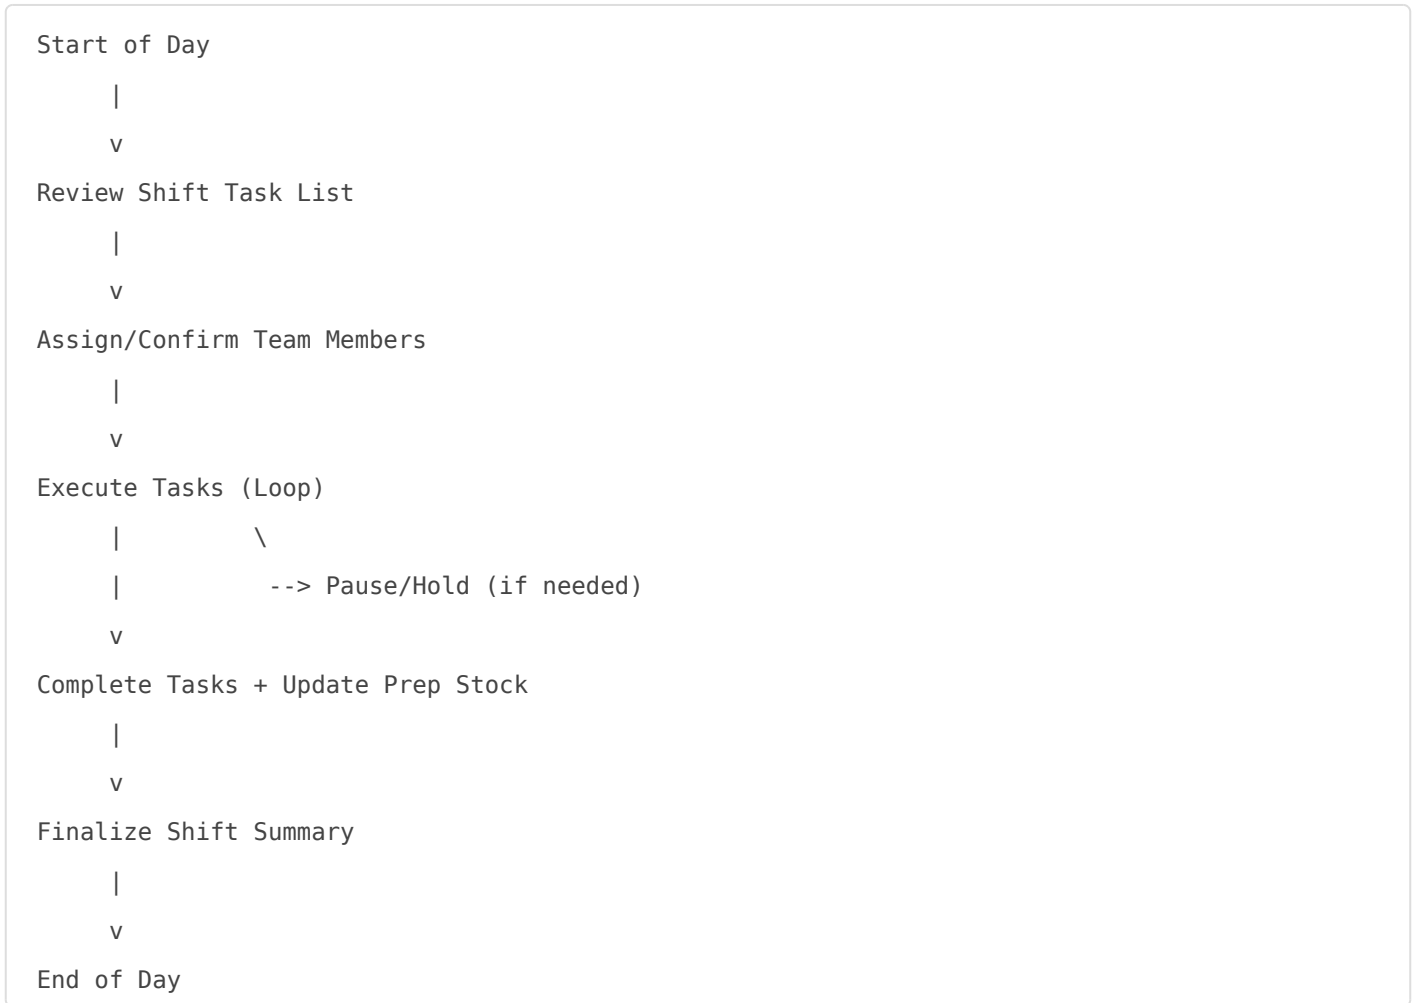 Start of Day
     |
     v
Review Shift Task List
     |
     v
Assign/Confirm Team Members
     |
     v
Execute Tasks (Loop)
     |         \
     |          --> Pause/Hold (if needed)
     v
Complete Tasks + Update Prep Stock
     |
     v
Finalize Shift Summary
     |
     v
End of Day